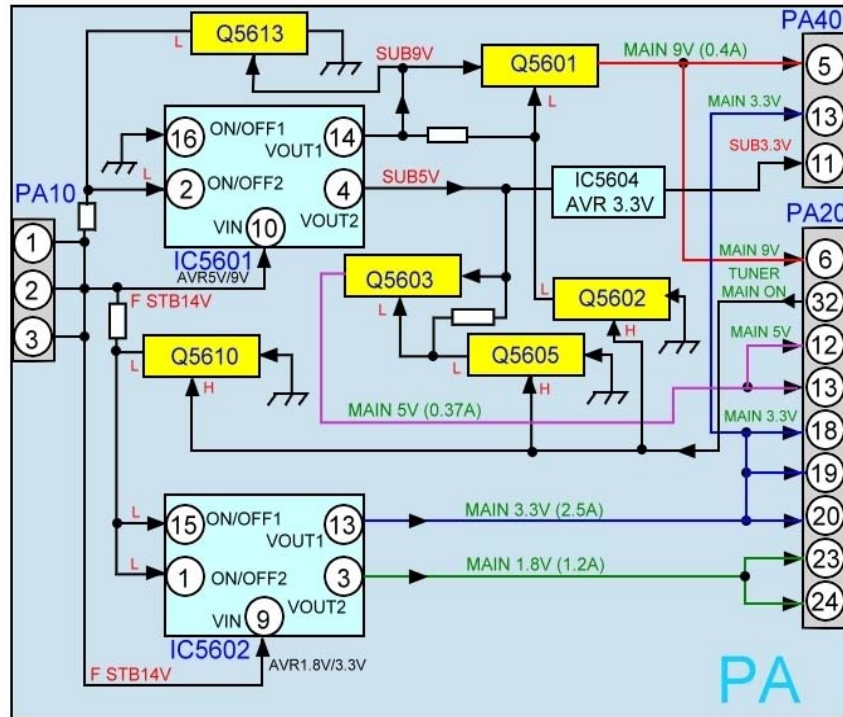 PA40
Q5613
L
SUB9V
Q5601
L
MAIN 9V (0.4A)
5
MAIN 3.3V
13
SUB3.3V
11
16
ON/OFF1
14
VOUT1
L
2
ON/OFF2
4
VOUT2
SUB5V
VIN
10
IC5601
AVR5V/9V
IC5604
AVR 3.3V
PA10
1
2
3
F STB14V
PA20
MAIN 9V
6
TUNER
MAIN ON
32
MAIN 5V
12
13
MAIN 3.3V
18
19
20
23
24
Q5603
L
L
Q5602
H
Q5605
L
H
L
Q5610
H
MAIN 5V (0.37A)
L
15
ON/OFF1
13
VOUT1
MAIN 3.3V (2.5A)
L
1
ON/OFF2
3
VOUT2
MAIN 1.8V (1.2A)
VIN
9
IC5602
AVR1.8V/3.3V
F STB14V
PA